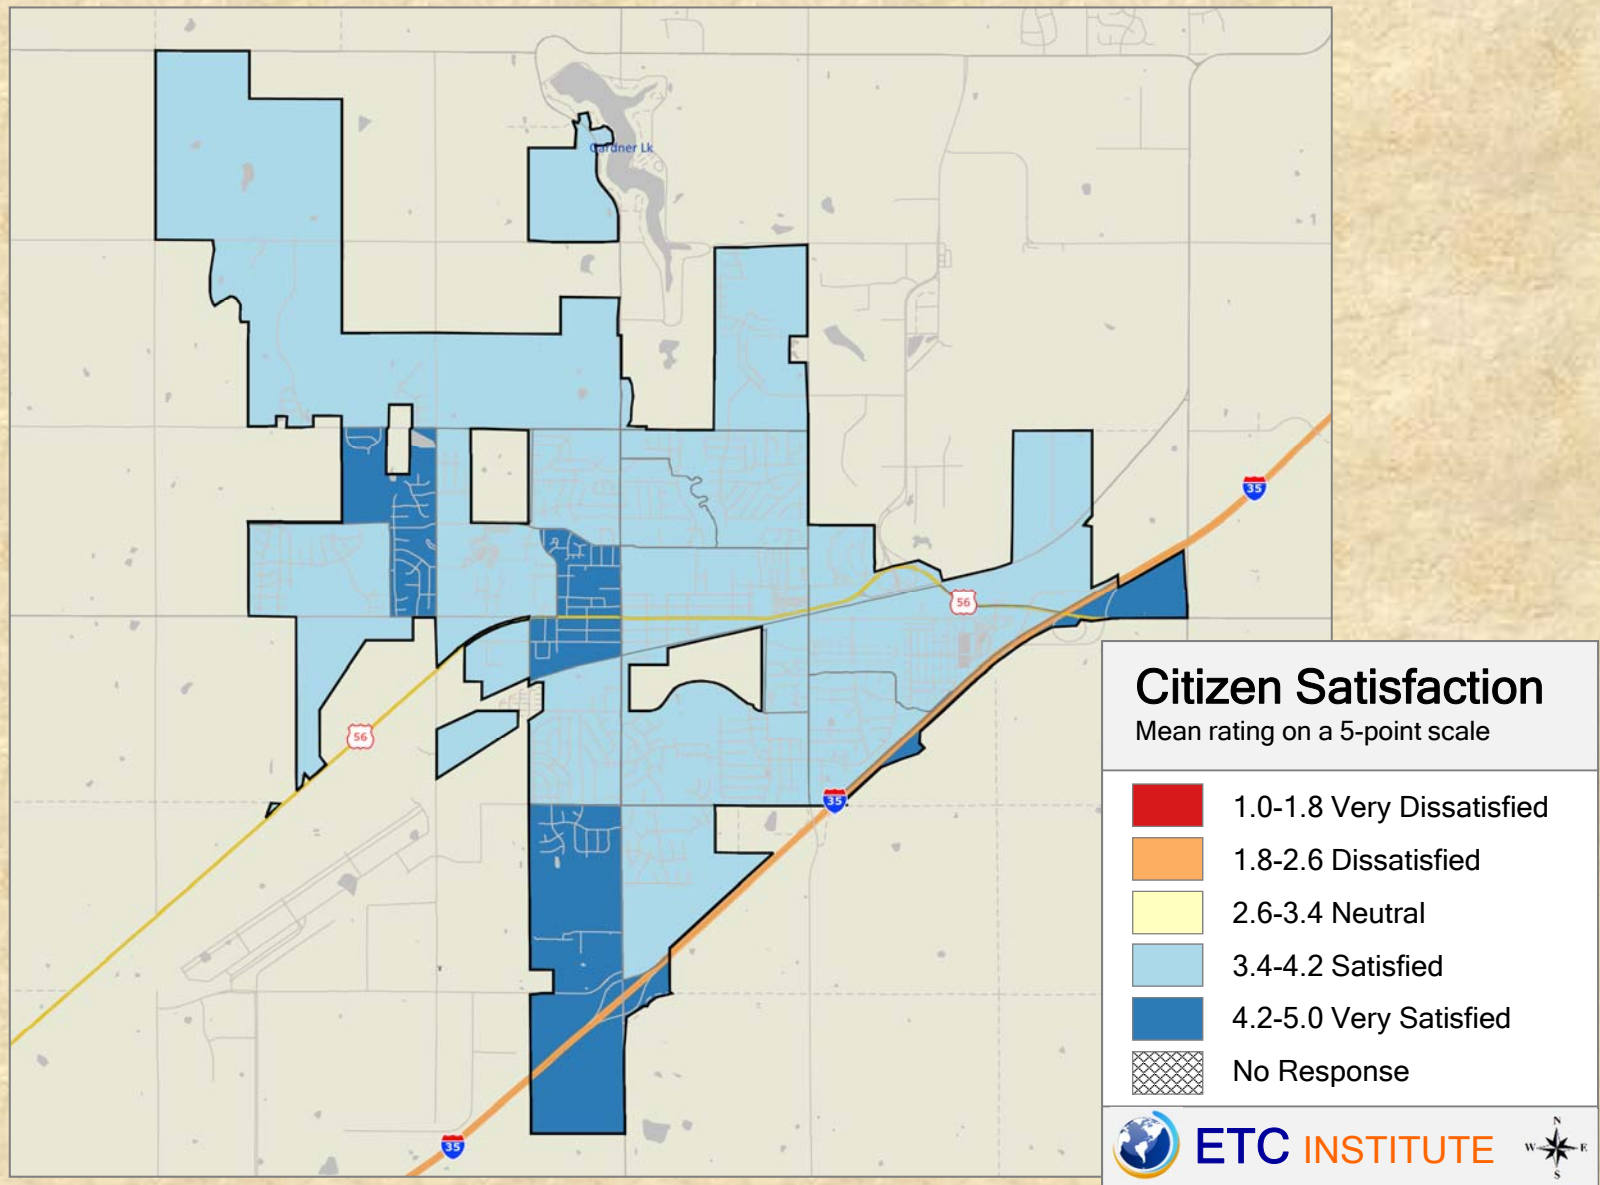 Gardner Lk
1
35
56
56
35
35
Citizen Satisfaction
Mean rating on a 5-point scale
1.0-1.8 Very Dissatisfied
1.8-2.6 Dissatisfied
2.6-3.4 Neutral
3.4-4.2 Satisfied
4.2-5.0 Very Satisfied
No Response
ETC INSTITUTE
N
W E
S